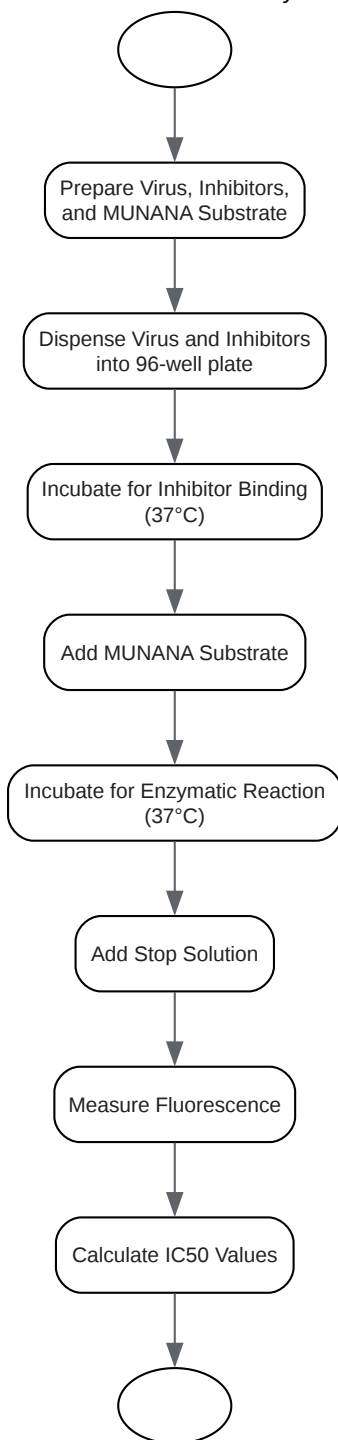 Prepare Virus, Inhibitors,
and MUNANA Substrate
Dispense Virus and Inhibitors
into 96-well plate
Incubate for Inhibitor Binding
(37°C)
Add MUNANA Substrate
Incubate for Enzymatic Reaction
(37°C)
Add Stop Solution
Measure Fluorescence
Calculate IC50 Values